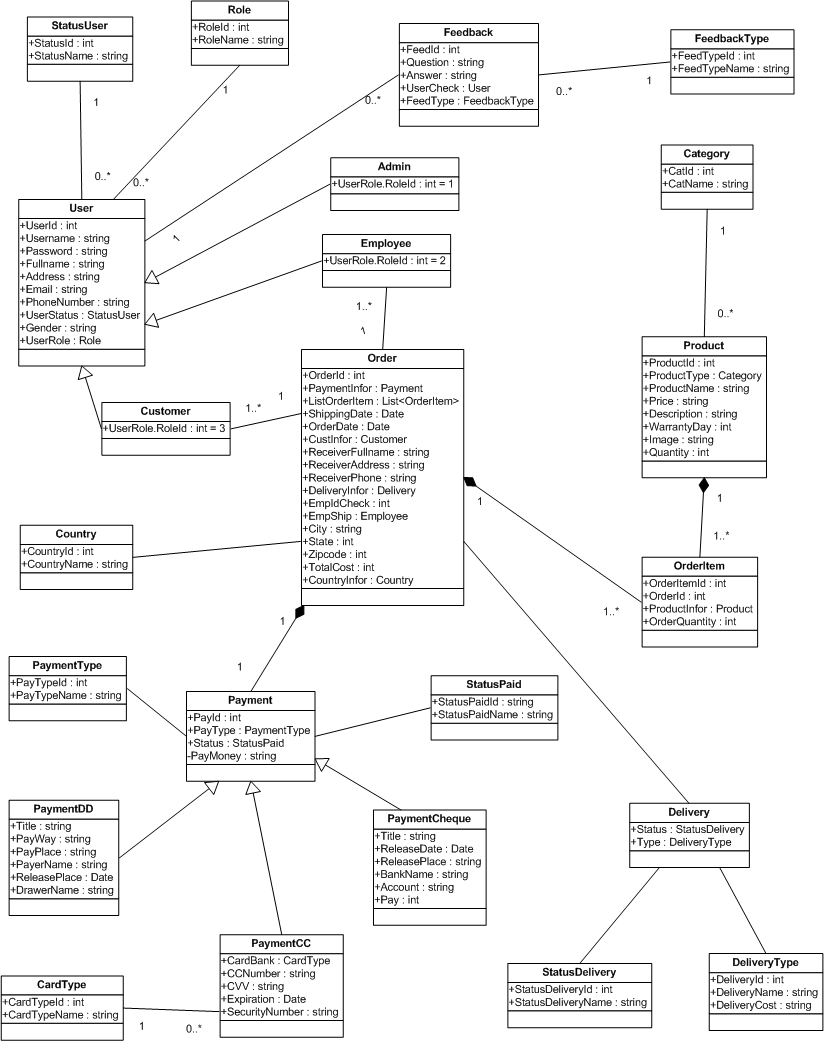 StatusUser
+StatusId : int
+StatusName : string
Role
+RoleId : int
+RoleName : string
Feedback
+FeedId : int
+Question : string
+Answer : string
+UserCheck : User
+FeedType : FeedbackType
FeedbackType
+FeedTypeId : int
+FeedTypeName : string
1
1
0..*
0..*
1
0..*
0..*
1
Category
+CatId : int
+CatName : string
Admin
+UserRole.RoleId : int = 1
User
+UserId : int
+Username : string
+Password : string
+Fullname : string
+Address : string
+Email : string
+PhoneNumber : string
+UserStatus : StatusUser
+Gender : string
+UserRole : Role
1
Employee
+UserRole.RoleId : int = 2
1
0..*
1..*
1
Order
+OrderId : int
+PaymentInfor : Payment
+ListOrderItem : List<OrderItem>
+ShippingDate : Date
+OrderDate : Date
+CustInfor : Customer
+ReceiverFullname : string
+ReceiverAddress : string
+ReceiverPhone : string
+DeliveryInfor : Delivery
+EmpIdCheck : int
+EmpShip : Employee
+City : string
+State : int
+Zipcode : int
+TotalCost : int
+CountryInfor : Country
Product
+ProductId : int
+ProductType : Category
+ProductName : string
+Price : string
+Description : string
+WarrantyDay : int
+Image : string
+Quantity : int
Customer
+UserRole.RoleId : int = 3
1..*
1
1
1..*
1
1..*
Country
+CountryId : int
+CountryName : string
OrderItem
+OrderItemId : int
+OrderId : int
+ProductInfor : Product
+OrderQuantity : int
1
1
PaymentType
+PayTypeId : int
+PayTypeName : string
Payment
+PayId : int
+PayType : PaymentType
+Status : StatusPaid
-PayMoney : string
StatusPaid
+StatusPaidId : string
+StatusPaidName : string
PaymentDD
+Title : string
+PayWay : string
+PayPlace : string
+PayerName : string
+ReleasePlace : Date
+DrawerName : string
PaymentCheque
+Title : string
+ReleaseDate : Date
+ReleasePlace : string
+BankName : string
+Account : string
+Pay : int
Delivery
+Status : StatusDelivery
+Type : DeliveryType
PaymentCC
+CardBank : CardType
+CCNumber : string
+CVV : string
+Expiration : Date
+SecurityNumber : string
CardType
+CardTypeId : int
+CardTypeName : string
1
0..*
StatusDelivery
+StatusDeliveryId : int
+StatusDeliveryName : string
DeliveryType
+DeliveryId : int
+DeliveryName : string
+DeliveryCost : string